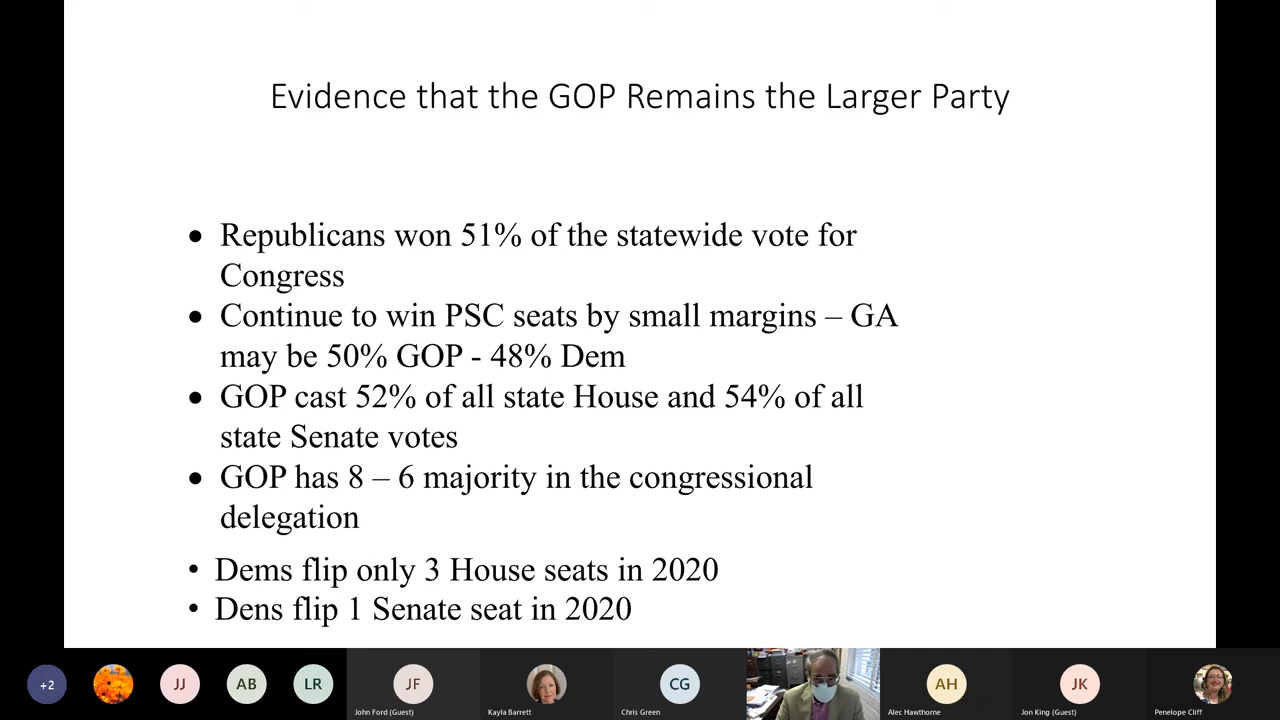 Evidence that the GOP Remains the Larger Party
• Republicans won 51% of the statewide vote for
Congress
• Continue to win PSC seats by small margins – GA
may be 50% GOP - 48% Dem
• GOP cast 52% of all state House and 54% of all
state Senate votes
• GOP has 8 – 6 majority in the congressional
delegation
• Dems flip only 3 House seats in 2020
• Dens flip 1 Senate seat in 2020
+2
JJ
AB
LR
JF
CG
AH
JK
John Ford (Guest)
Kayla Barrett
Chris Green
Alec Hawthorne
Jon King (Guest)
Penelope Cliff